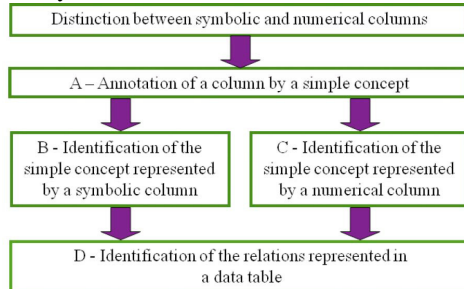 Distinction between symbolic and numerical columns
A – Annotation of a column by a simple concept
B - Identification of the
simple concept represented
by a symbolic column
C - Identification of the
simple concept represented
by a numerical column
D - Identification of the relations represented in
a data table